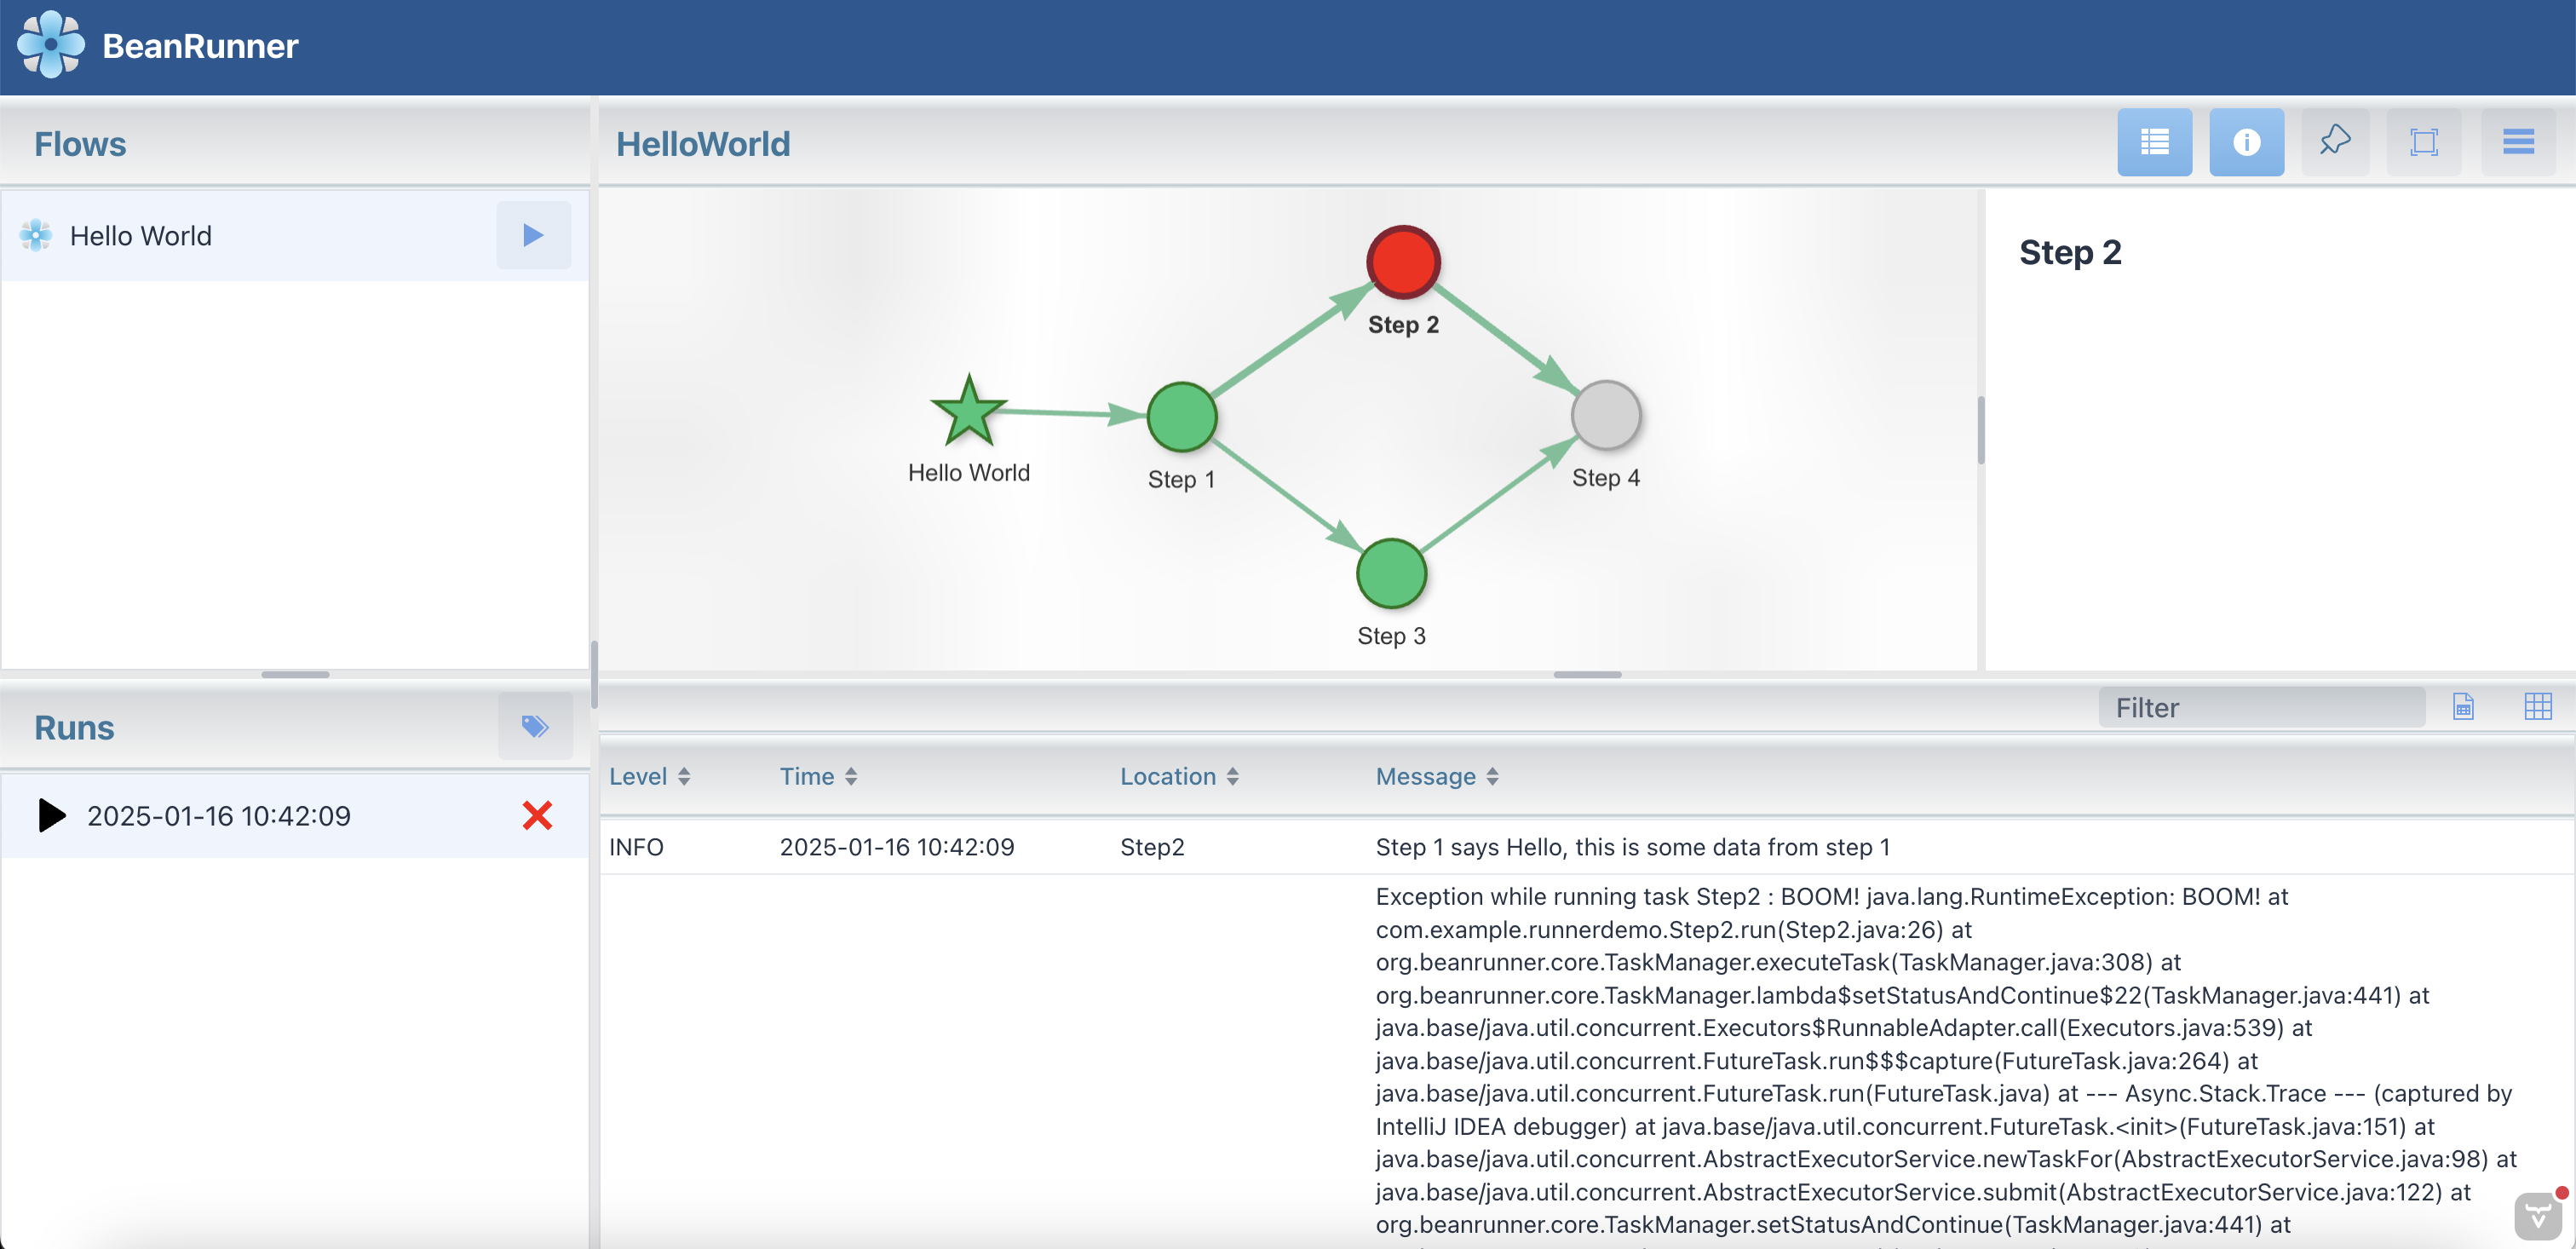 BeanRunner
Flows
Hello World
HelloWorld
Step 2
Hello World
Step 1
Step 2
Step 3
Step 4
Runs
2025-01-16 10:42:09
Filter
Level Time Location Message
INFO 2025-01-16 10:42:09 Step2 Step 1 says Hello, this is some data from step 1
Exception while running task Step2 : BOOM! java.lang.RuntimeException: BOOM! at
com.example.runnerdemo.Step2.run(Step2.java:26) at
org.beanrunner.core.TaskManager.executeTask(TaskManager.java:308) at
org.beanrunner.core.TaskManager.lambda$setStatusAndContinue$22(TaskManager.java:441) at
java.base/java.util.concurrent.Executors$RunnableAdapter.call(Executors.java:539) at
java.base/java.util.concurrent.FutureTask.run$$$capture(FutureTask.java:264) at
java.base/java.util.concurrent.FutureTask.run(FutureTask.java) at --- Async.Stack.Trace --- (captured by
IntelliJ IDEA debugger) at java.base/java.util.concurrent.FutureTask.<init>(FutureTask.java:151) at
java.base/java.util.concurrent.AbstractExecutorService.newTaskFor(AbstractExecutorService.java:98) at
java.base/java.util.concurrent.AbstractExecutorService.submit(AbstractExecutorService.java:122) at
org.beanrunner.core.TaskManager.setStatusAndContinue(TaskManager.java:441) at